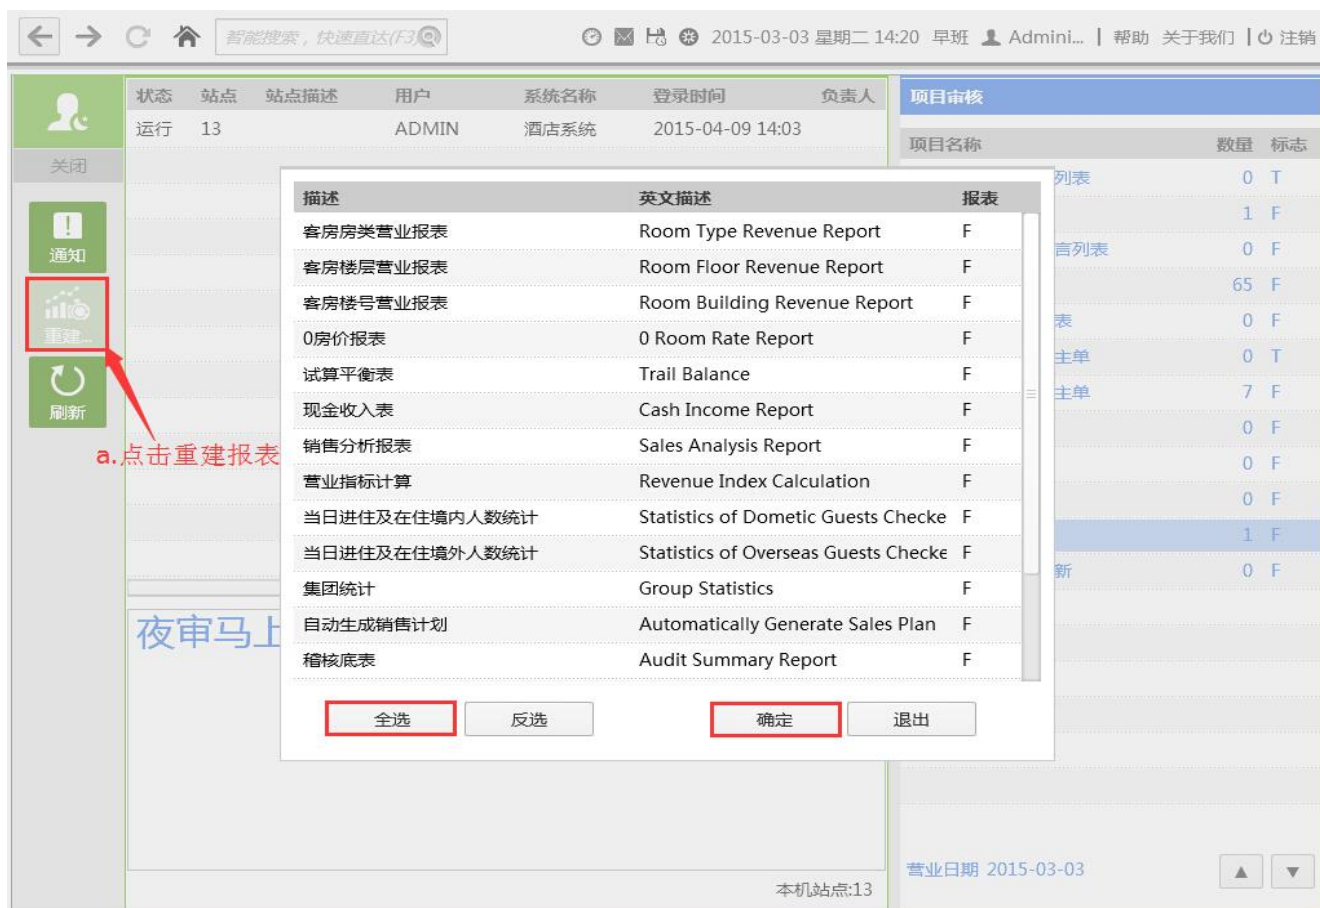 智能搜索，快速直达(F3)
2015-03-03 星期二 14:20 早班 Admini... | 帮助 关于我们 | 注销
状态 站点 站点描述 用户 系统名称 登录时间 负责人
运行 13 ADMIN 酒店系统 2015-04-09 14:03
关闭
通知
重建...
刷新
a.点击重建报表
夜审马上
本机站点:13
描述 英文描述 报表
客房房类营业报表 Room Type Revenue Report F
客房楼层营业报表 Room Floor Revenue Report F
客房楼号营业报表 Room Building Revenue Report F
0房价报表 0 Room Rate Report F
试算平衡表 Trail Balance F
现金收入表 Cash Income Report F
销售分析报表 Sales Analysis Report F
营业指标计算 Revenue Index Calculation F
当日进住及在住境内人数统计 Statistics of Dometic Guests Checke F
当日进住及在住境外人数统计 Statistics of Overseas Guests Checke F
集团统计 Group Statistics F
自动生成销售计划 Automatically Generate Sales Plan F
稽核底表 Audit Summary Report F
全选 反选 确定 退出
项目审核
项目名称 数量 标志
列表 0 T
1 F
言列表 0 F
65 F
表 0 F
主单 0 T
主单 7 F
0 F
0 F
0 F
1 F
新 0 F
营业日期 2015-03-03